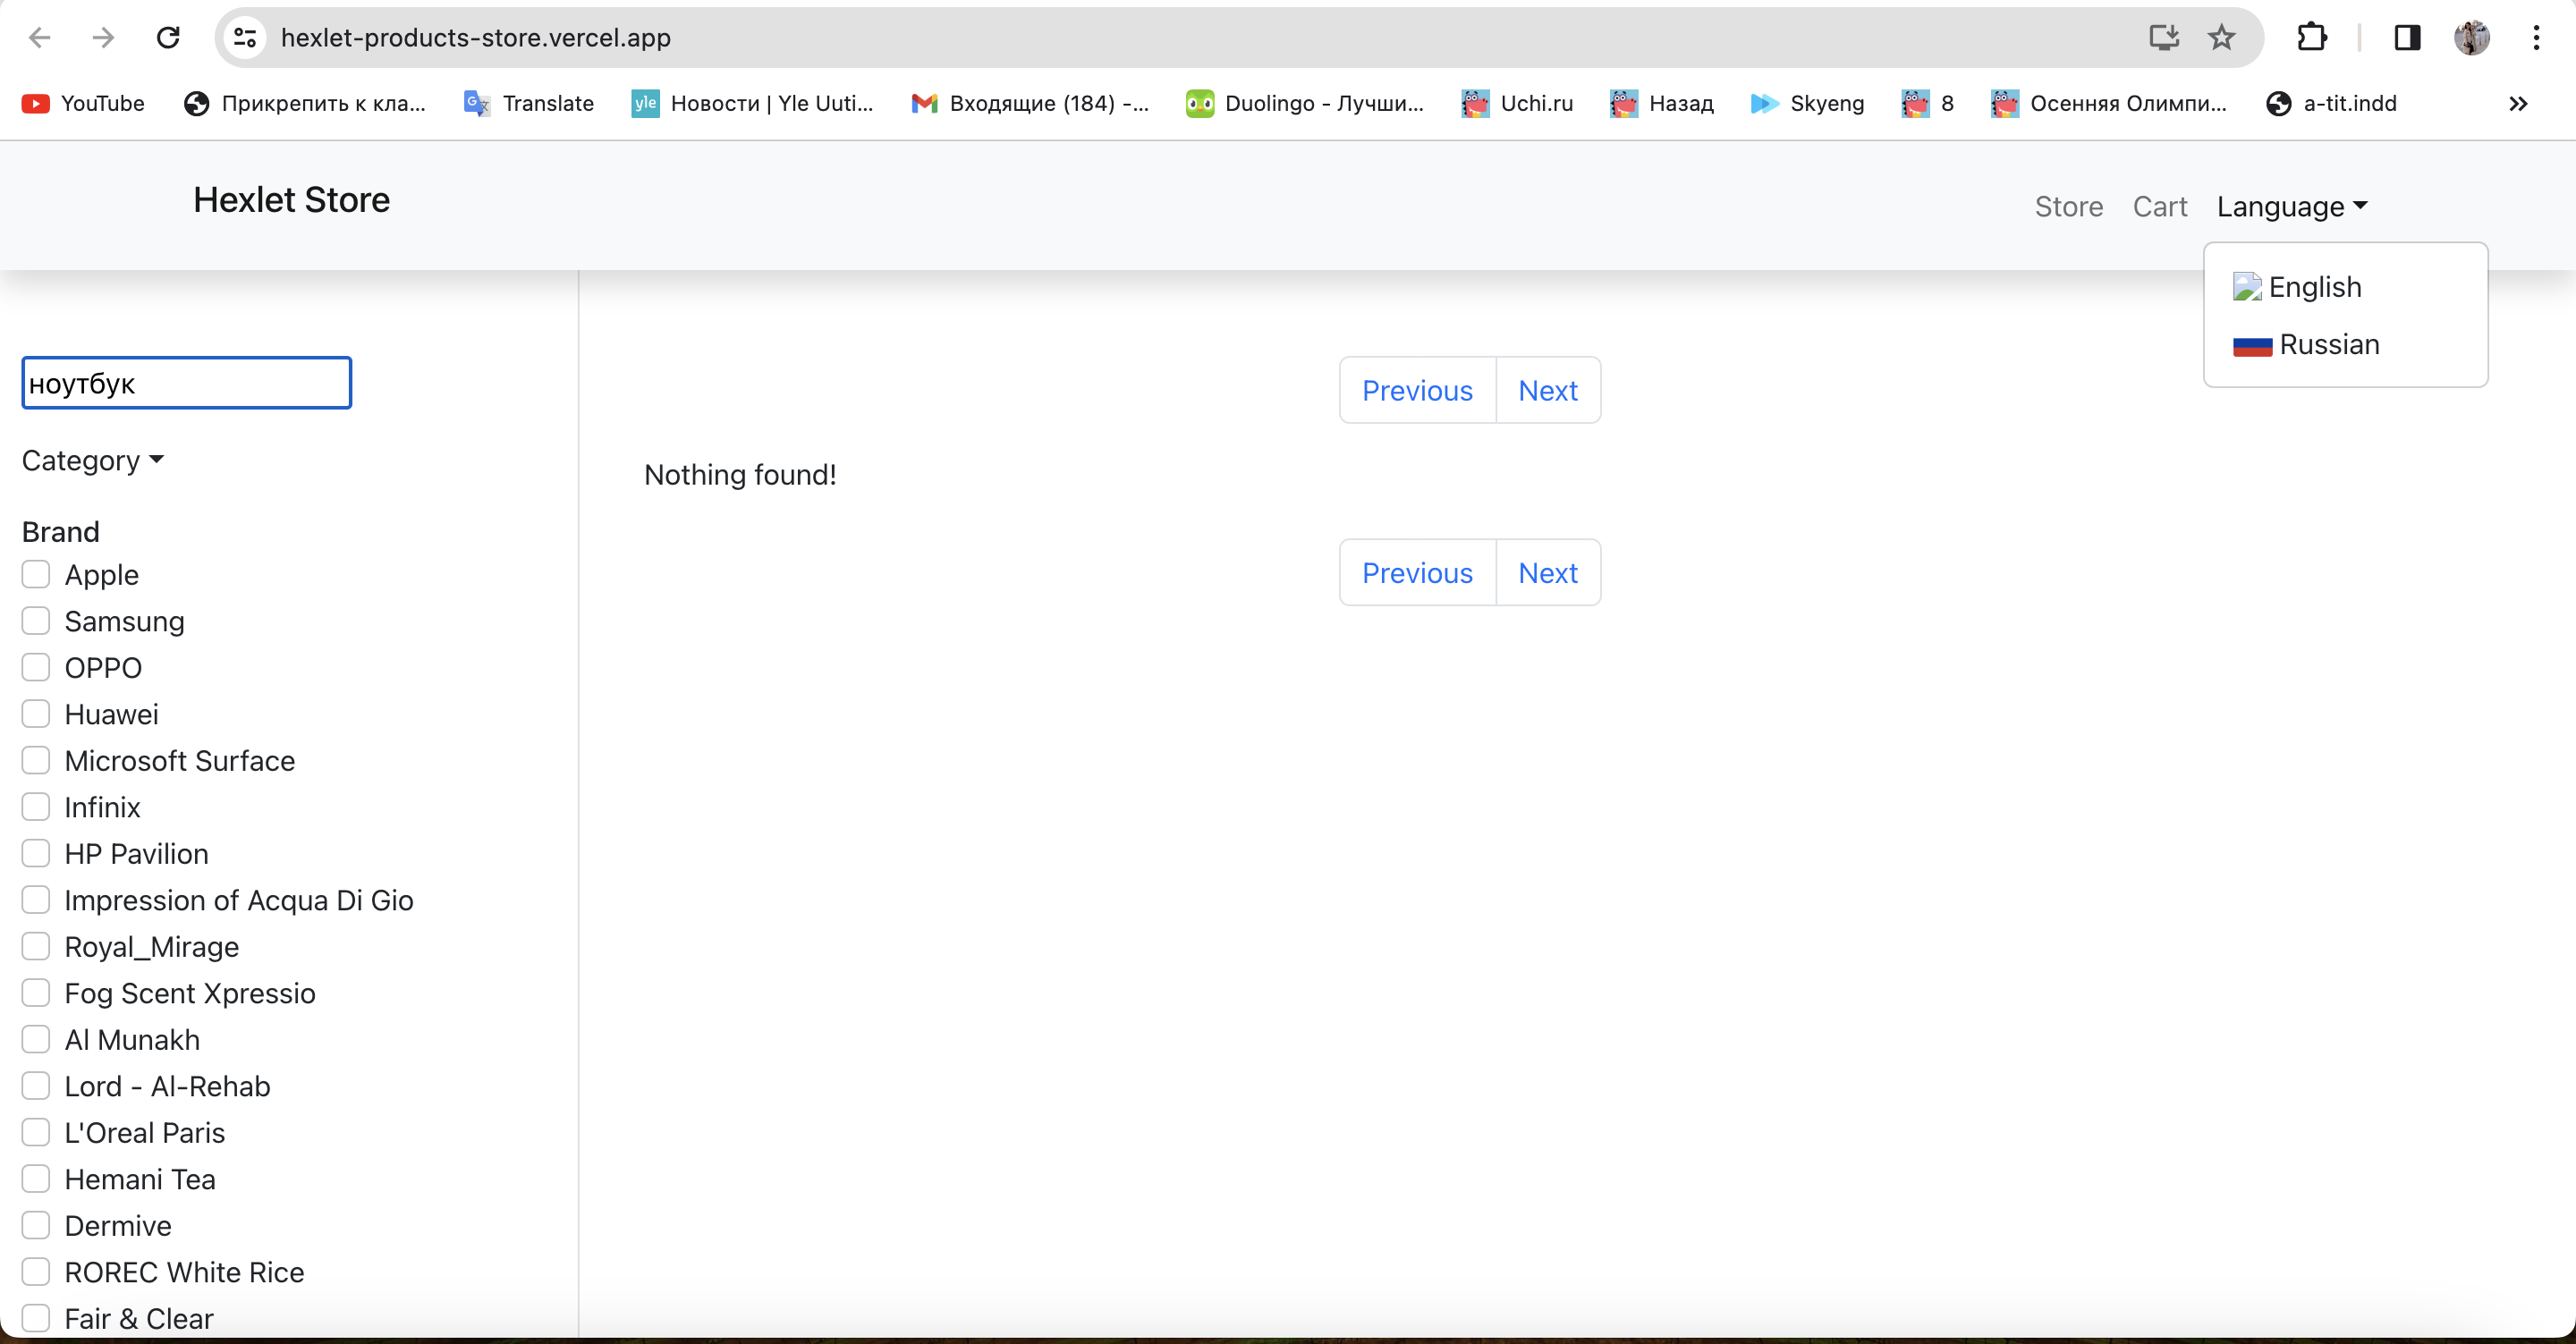 hexlet-products-store.vercel.app
YouTube
Прикрепить к кла...
Translate
yle
Новости | Yle Uuti...
Входящие (184) -...
Duolingo - Лучши...
Uchi.ru
Назад
Skyeng
8
Осенняя Олимпи...
a-tit.indd
Hexlet Store
Store
Cart
Language
English
Russian
ноутбук
Category
Brand
Apple
Samsung
OPPO
Huawei
Microsoft Surface
Infinix
HP Pavilion
Impression of Acqua Di Gio
Royal_Mirage
Fog Scent Xpressio
Al Munakh
Lord - Al-Rehab
L'Oreal Paris
Hemani Tea
Dermive
ROREC White Rice
Fair & Clear
Previous
Next
Nothing found!
Previous
Next